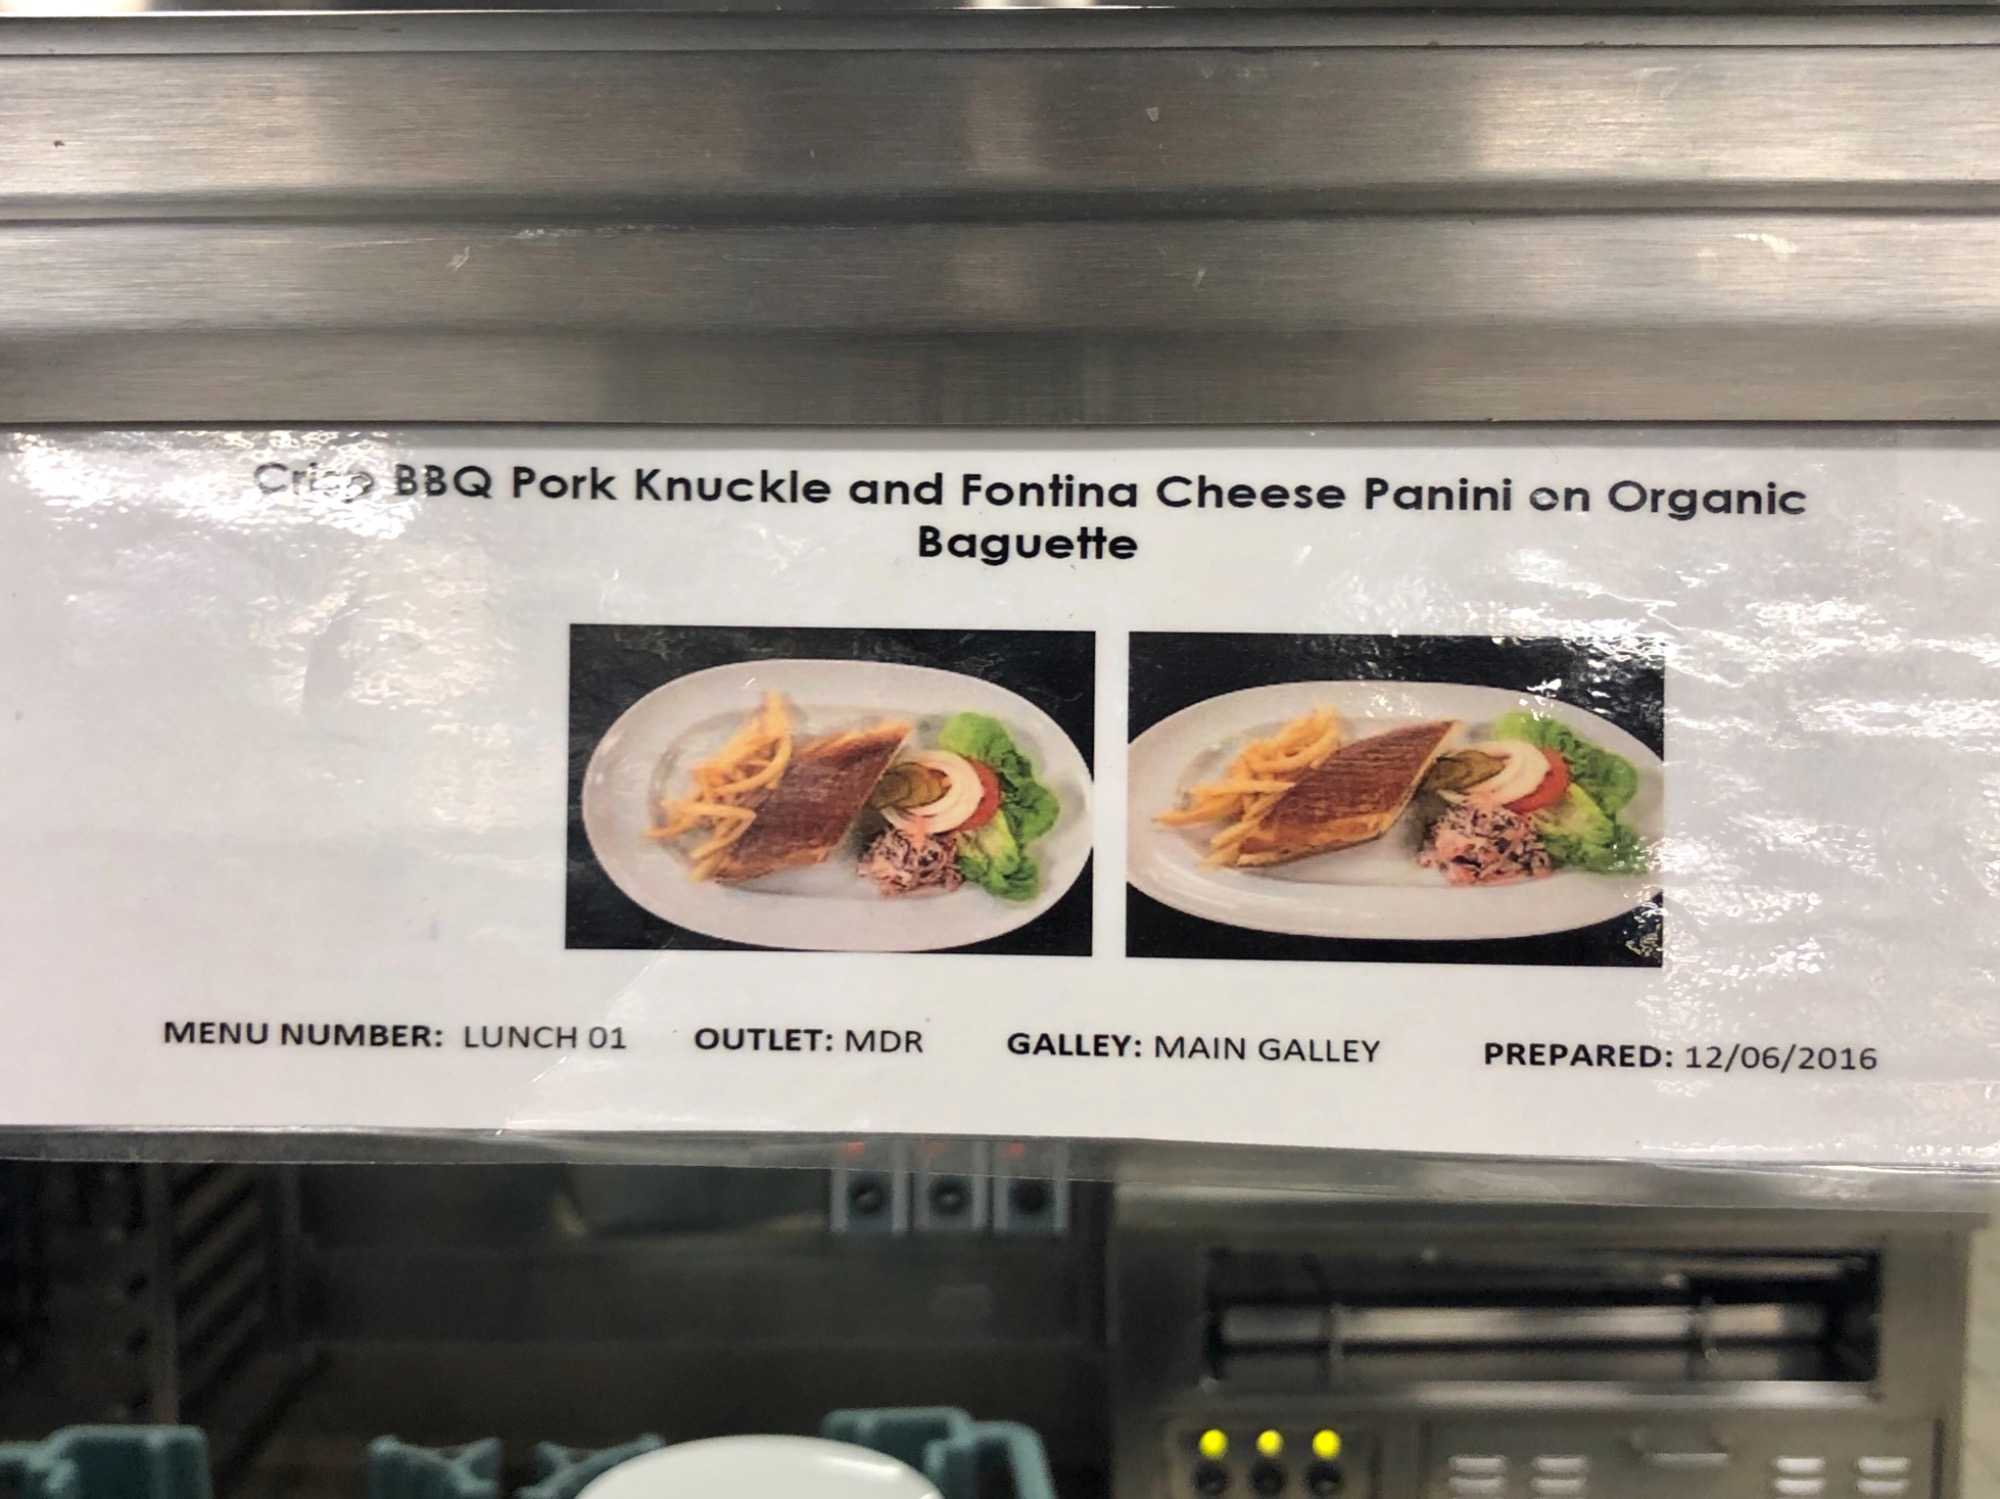 Crisp BBQ Pork Knuckle and Fontina Cheese Panini on Organic
Baguette
MENU NUMBER: LUNCH 01 OUTLET: MDR GALLEY: MAIN GALLEY PREPARED: 12/06/2016